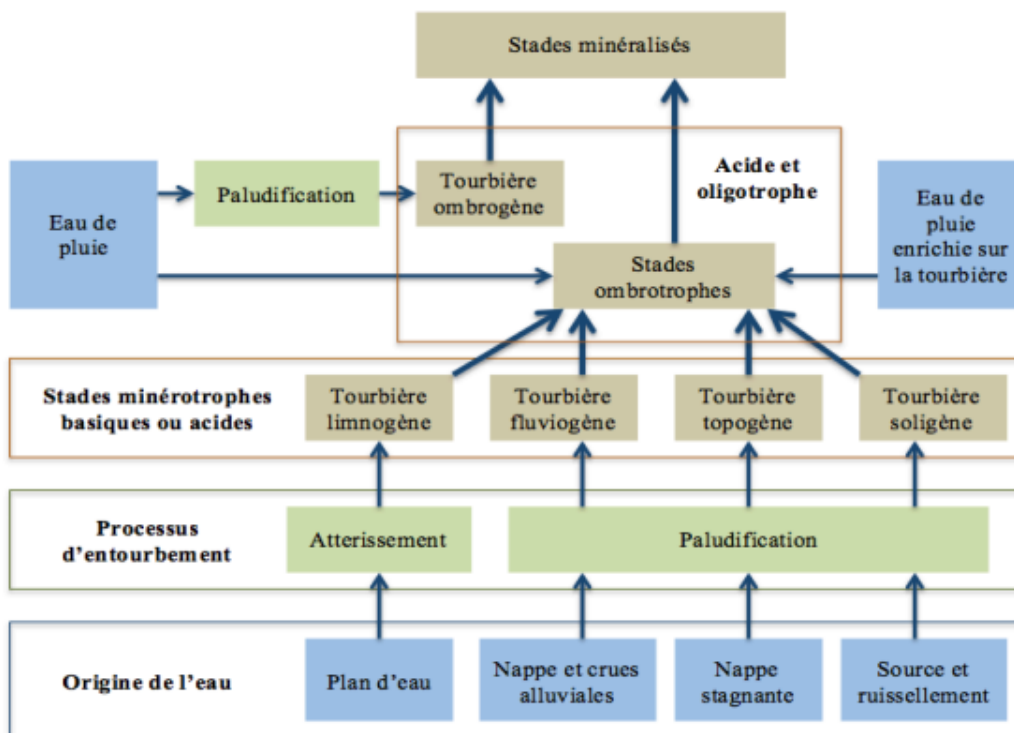 Stades minéralisés
Acide et
oligotrophe
Eau de
pluie
Paludification
Tourbière
ombrogène
Eau de
pluie
enrichie sur
la tourbière
Stades
ombrotrophes
Stades minérotrophes
basiques ou acides
Tourbière
limnogène
Tourbière
fluviogène
Tourbière
topogène
Tourbière
soligène
Processus
d'entourbement
Atterissement
Paludification
Origine de l'eau
Plan d'eau
Nappe et crues
alluviales
Nappe
stagnante
Source et
ruissellement